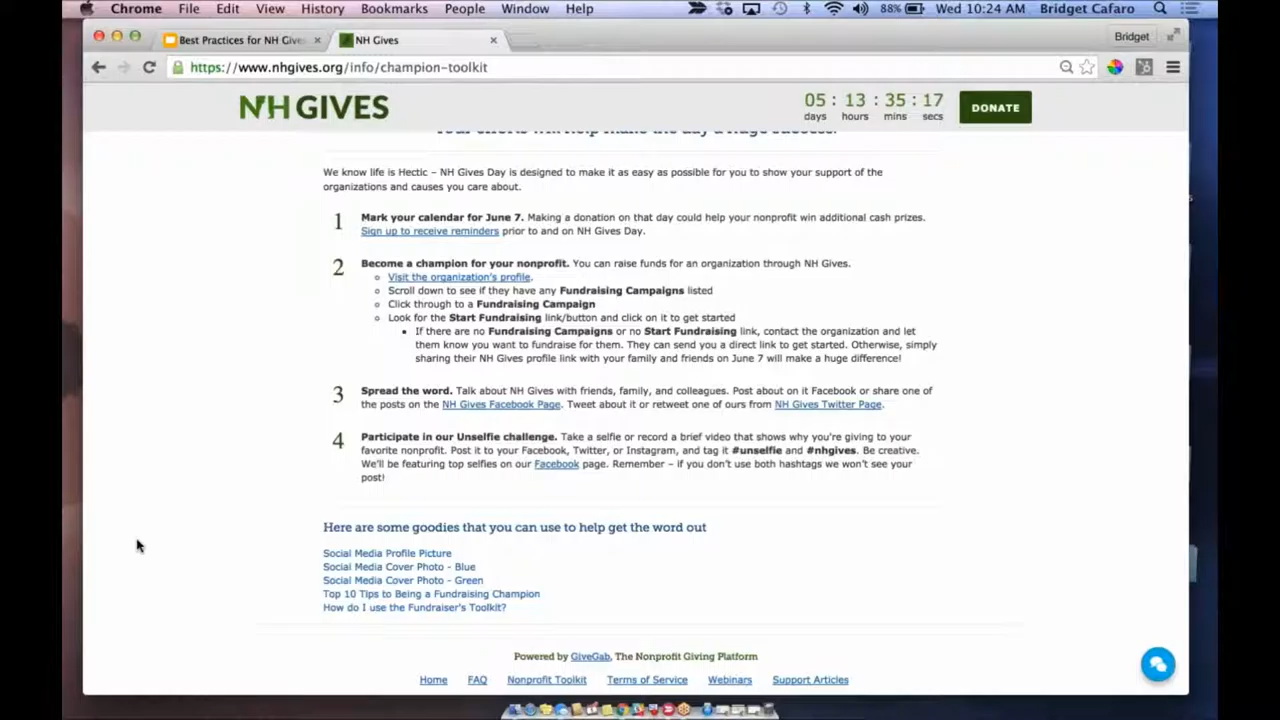 Chrome File Edit View History Bookmarks People Window Help 88% Wed 10:24 AM Bridget Cafaro
Best Practices for NH Give NH Gives Bridget
https://www.nhgives.org/info/champion-toolkit
NH GIVES 05 : 13 : 35 : 17 DONATE
days hours mins secs
Your efforts will help make the day a huge success!
We know life is Hectic – NH Gives Day is designed to make it as easy as possible for you to show your support of the
organizations and causes you care about.
1 Mark your calendar for June 7. Making a donation on that day could help your nonprofit win additional cash prizes.
Sign up to receive reminders prior to and on NH Gives Day.
2 Become a champion for your nonprofit. You can raise funds for an organization through NH Gives.
Visit the organization's profile.
Scroll down to see if they have any Fundraising Campaigns listed
Click through to a Fundraising Campaign
Look for the Start Fundraising link/button and click on it to get started
If there are no Fundraising Campaigns or no Start Fundraising link, contact the organization and let
them know you want to fundraise for them. They can send you a direct link to get started. Otherwise, simply
sharing their NH Gives profile link with your family and friends on June 7 will make a huge difference!
3 Spread the word. Talk about NH Gives with friends, family, and colleagues. Post about on it Facebook or share one of
the posts on the NH Gives Facebook Page. Tweet about it or retweet one of ours from NH Gives Twitter Page.
4 Participate in our Unselfie challenge. Take a selfie or record a brief video that shows why you're giving to your
favorite nonprofit. Post it to your Facebook, Twitter, or Instagram, and tag it #unselfie and #nhgives. Be creative.
We'll be featuring top selfies on our Facebook page. Remember – if you don't use both hashtags we won't see your
post!
Here are some goodies that you can use to help get the word out
Social Media Profile Picture
Social Media Cover Photo - Blue
Social Media Cover Photo - Green
Top 10 Tips to Being a Fundraising Champion
How do I use the Fundraiser's Toolkit?
Powered by GiveGab, The Nonprofit Giving Platform
Home FAQ Nonprofit Toolkit Terms of Service Webinars Support Articles